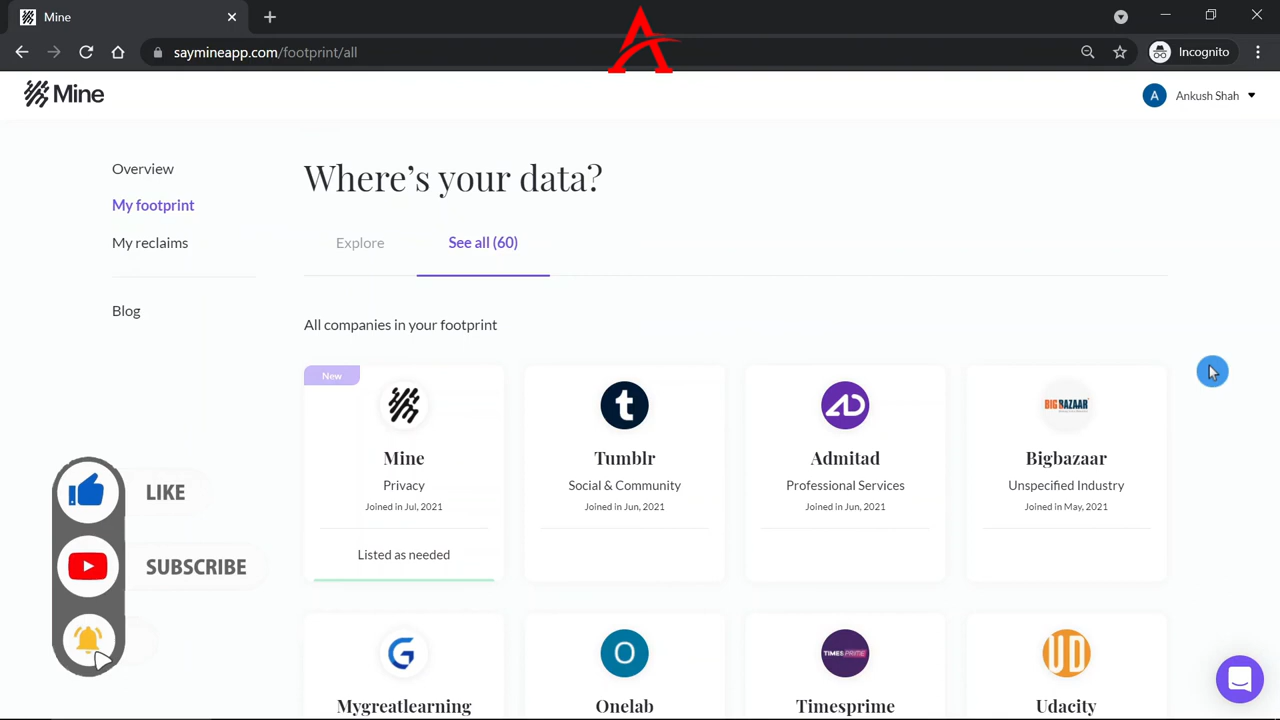 Mine
saymineapp.com/footprint/all
Incognito
Mine
A
Ankush Shah
Overview
My footprint
My reclaims
Blog
Where's your data?
Explore
See all (60)
All companies in your footprint
New
Mine
Privacy
Joined in Jul, 2021
Listed as needed
t
Tumblr
Social & Community
Joined in Jun, 2021
AD
Admitad
Professional Services
Joined in Jun, 2021
BIG BAZAAR
Bigbazaar
Unspecified Industry
Joined in May, 2021
G
Mygreatlearning
O
Onelab
TIMES PRIME
Timesprime
UD
Udacity
LIKE
SUBSCRIBE